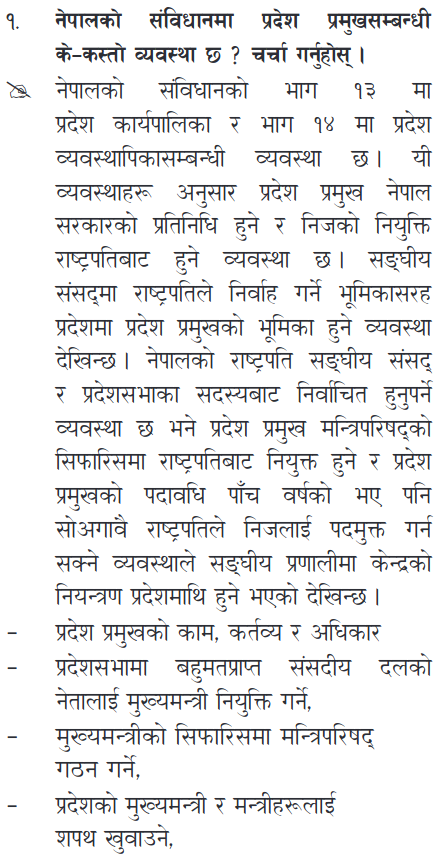 १. नेपालको संविधानमा प्रदेश प्रमुखसम्बन्धी
के-कस्तो व्यवस्था छ ? चर्चा गर्नुहोस् ।
नेपालको संविधानको भाग १३ मा
प्रदेश कार्यपालिका र भाग १४ मा प्रदेश
व्यवस्थापिकासम्बन्धी व्यवस्था छ । यी
व्यवस्थाहरू अनुसार प्रदेश प्रमुख नेपाल
सरकारको प्रतिनिधि हुने र निजको नियुक्ति
राष्ट्रपतिबाट हुने व्यवस्था छ । सङ्घीय
संसद्मा राष्ट्रपतिले निर्वाह गर्ने भूमिकासरह
प्रदेशमा प्रदेश प्रमुखको भूमिका हुने व्यवस्था
देखिन्छ । नेपालको राष्ट्रपति सङ्घीय संसद्
र प्रदेशसभाका सदस्यबाट निर्वाचित हुनुपर्ने
व्यवस्था छ भने प्रदेश प्रमुख मन्त्रिपरिषद्को
सिफारिसमा राष्ट्रपतिबाट नियुक्त हुने र प्रदेश
प्रमुखको पदावधि पाँच वर्षको भए पनि
सोअगावै राष्ट्रपतिले निजलाई पदमुक्त गर्न
सक्ने व्यवस्थाले सङ्घीय प्रणालीमा केन्द्रको
नियन्त्रण प्रदेशमाथि हुने भएको देखिन्छ ।
– प्रदेश प्रमुखको काम, कर्तव्य र अधिकार
– प्रदेशसभामा बहुमतप्राप्त संसदीय दलको
नेतालाई मुख्यमन्त्री नियुक्ति गर्ने,
– मुख्यमन्त्रीको सिफारिसमा मन्त्रिपरिषद्
गठन गर्ने,
– प्रदेशको मुख्यमन्त्री र मन्त्रीहरूलाई
शपथ खुवाउने,